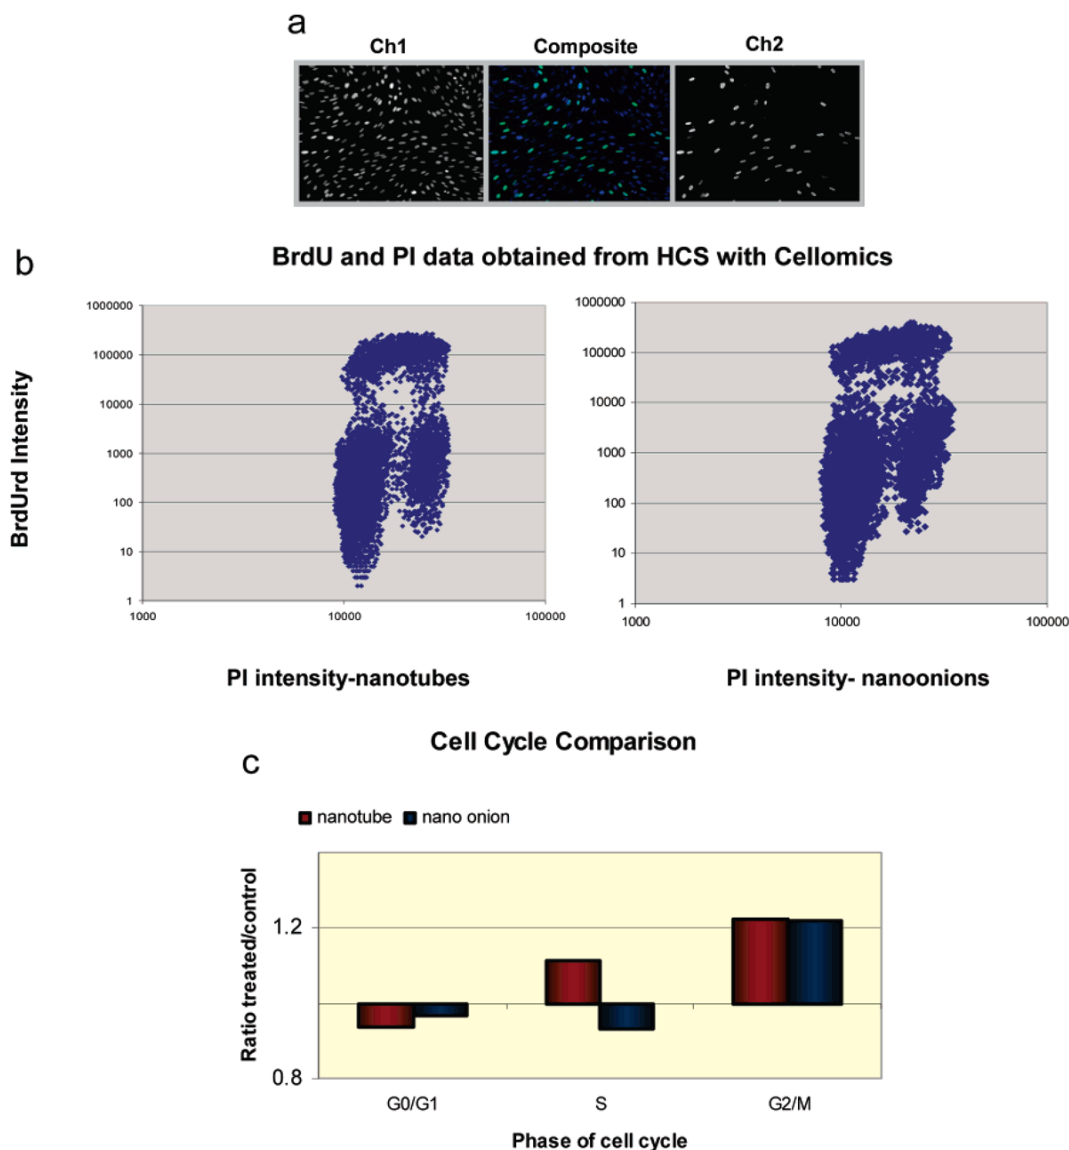 a
Ch1
Composite
Ch2
b
BrdU and PI data obtained from HCS with Cellomics
BrdUrd Intensity
1000000
100000
10000
1000
100
10
1
1000
10000
100000
PI intensity-nanotubes
1000000
100000
10000
1000
100
10
1
1000
10000
100000
PI intensity- nanoonions
Cell Cycle Comparison
c
nanotube nano onion
Ratio treated/control
1.2
0.8
G0/G1
S
G2/M
Phase of cell cycle